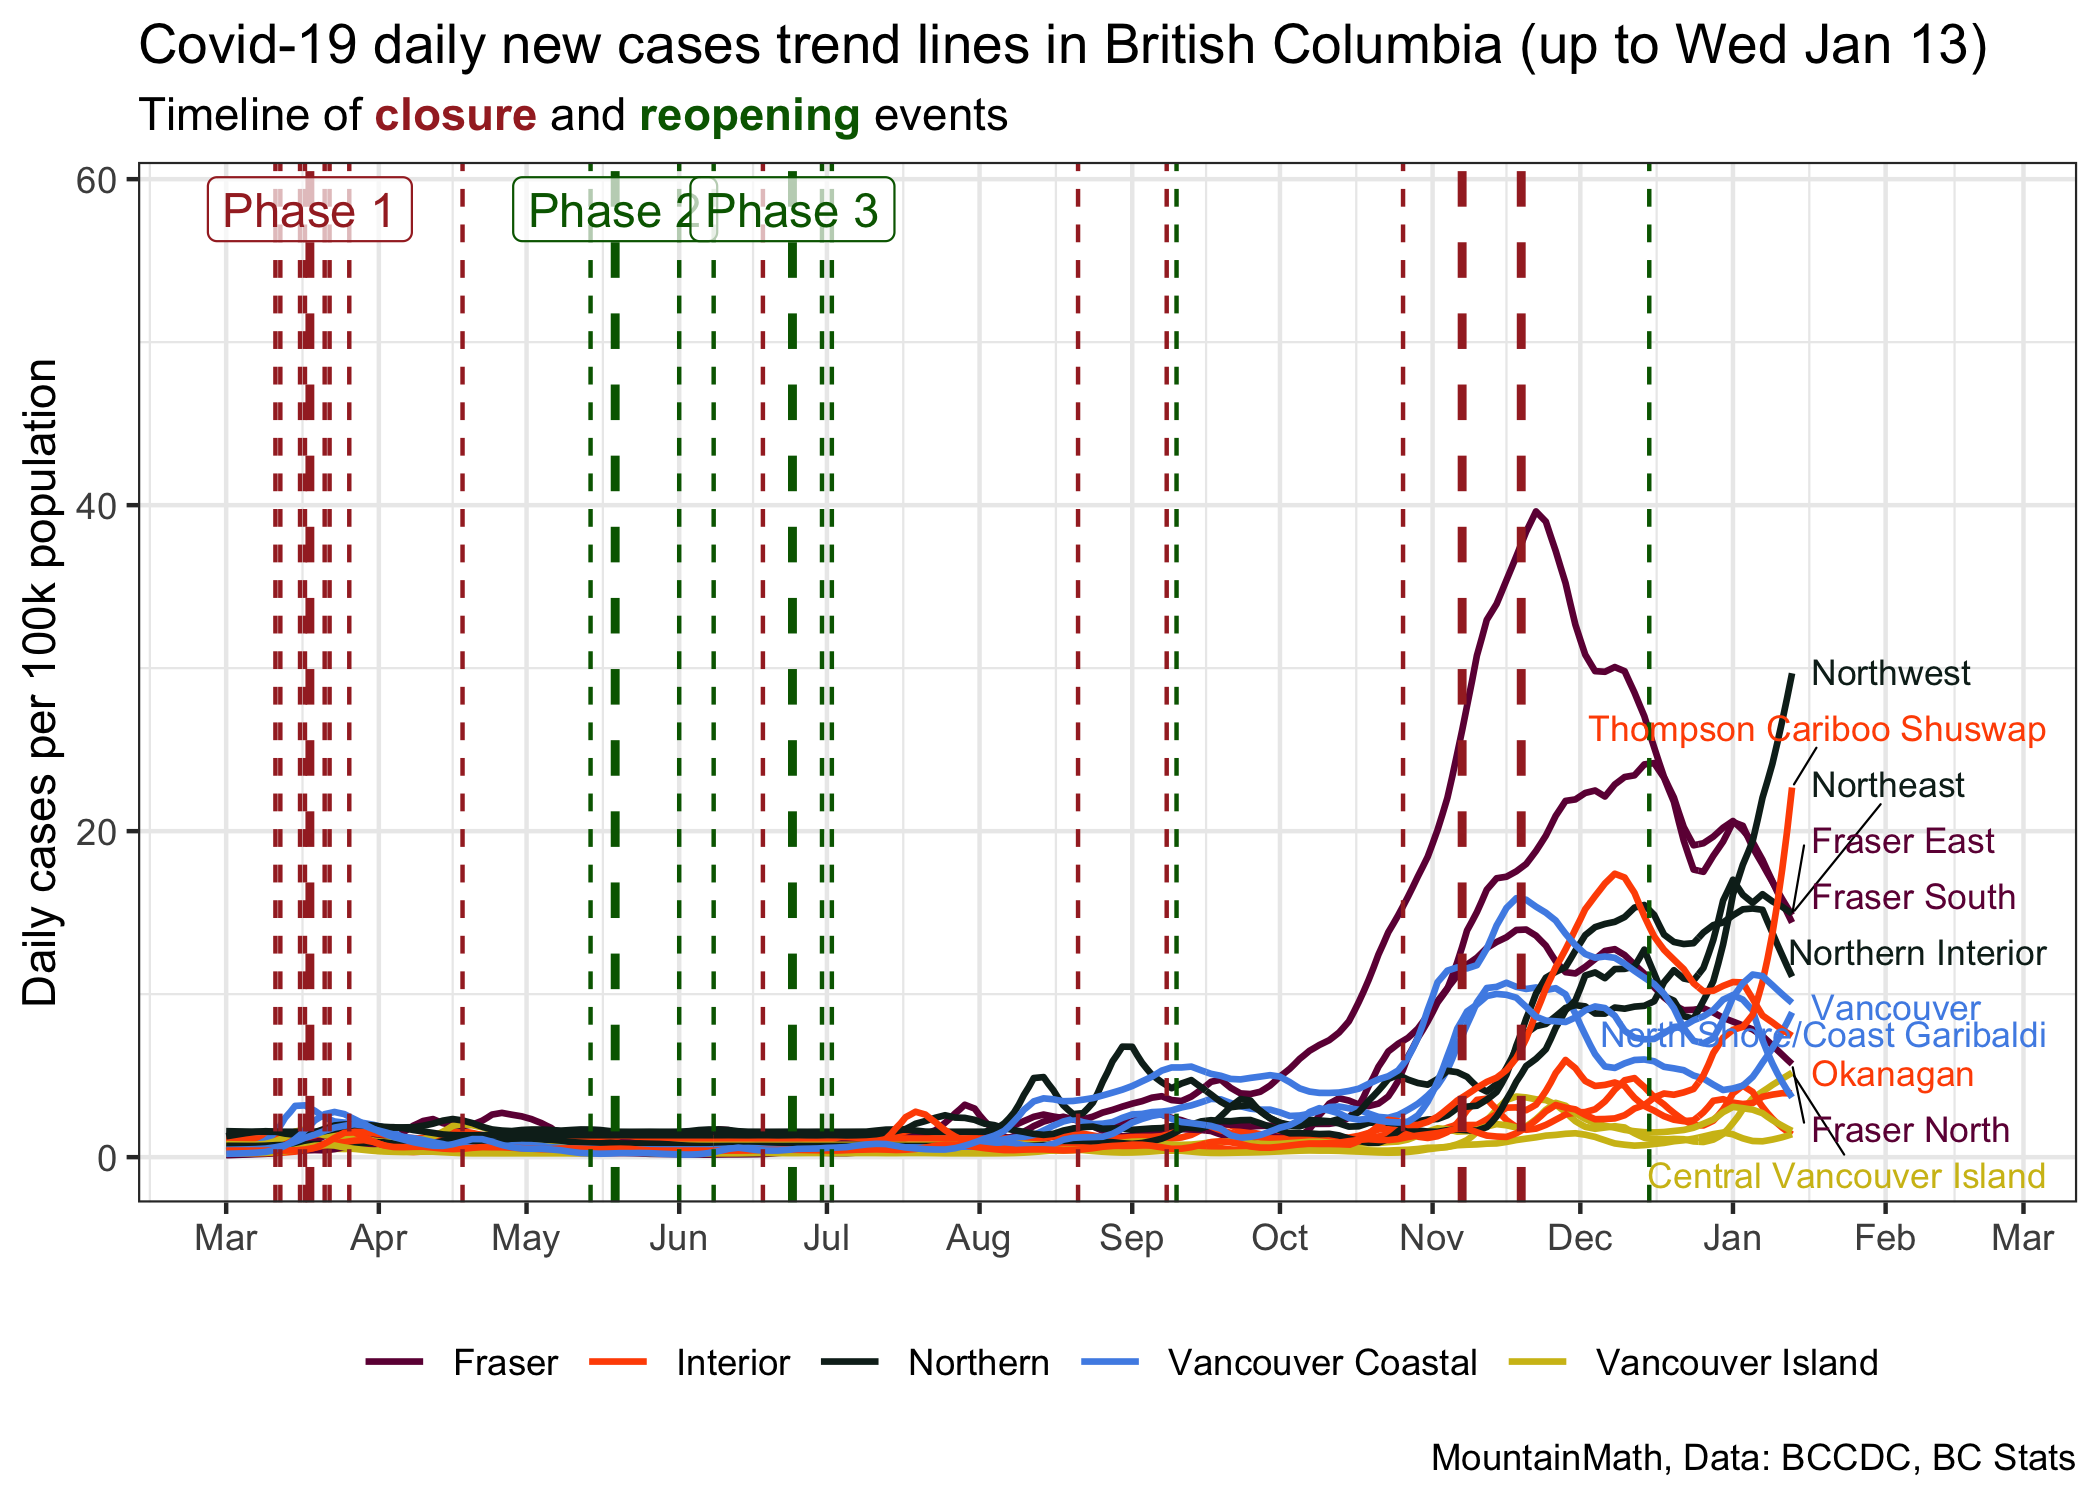 Covid-19 daily new cases trend lines in British Columbia (up to Wed Jan 13)
Timeline of closure and reopening events
Daily cases per 100k population
60
40
20
0
Phase 1
Phase 2
Phase 3
Northwest
Thompson Cariboo Shuswap
Northeast
Fraser East
Fraser South
Northern Interior
Vancouver
North Shore/Coast Garibaldi
Okanagan
Fraser North
Central Vancouver Island
Mar Apr May Jun Jul Aug Sep Oct Nov Dec Jan Feb Mar
Fraser Interior Northern Vancouver Coastal Vancouver Island
MountainMath, Data: BCCDC, BC Stats